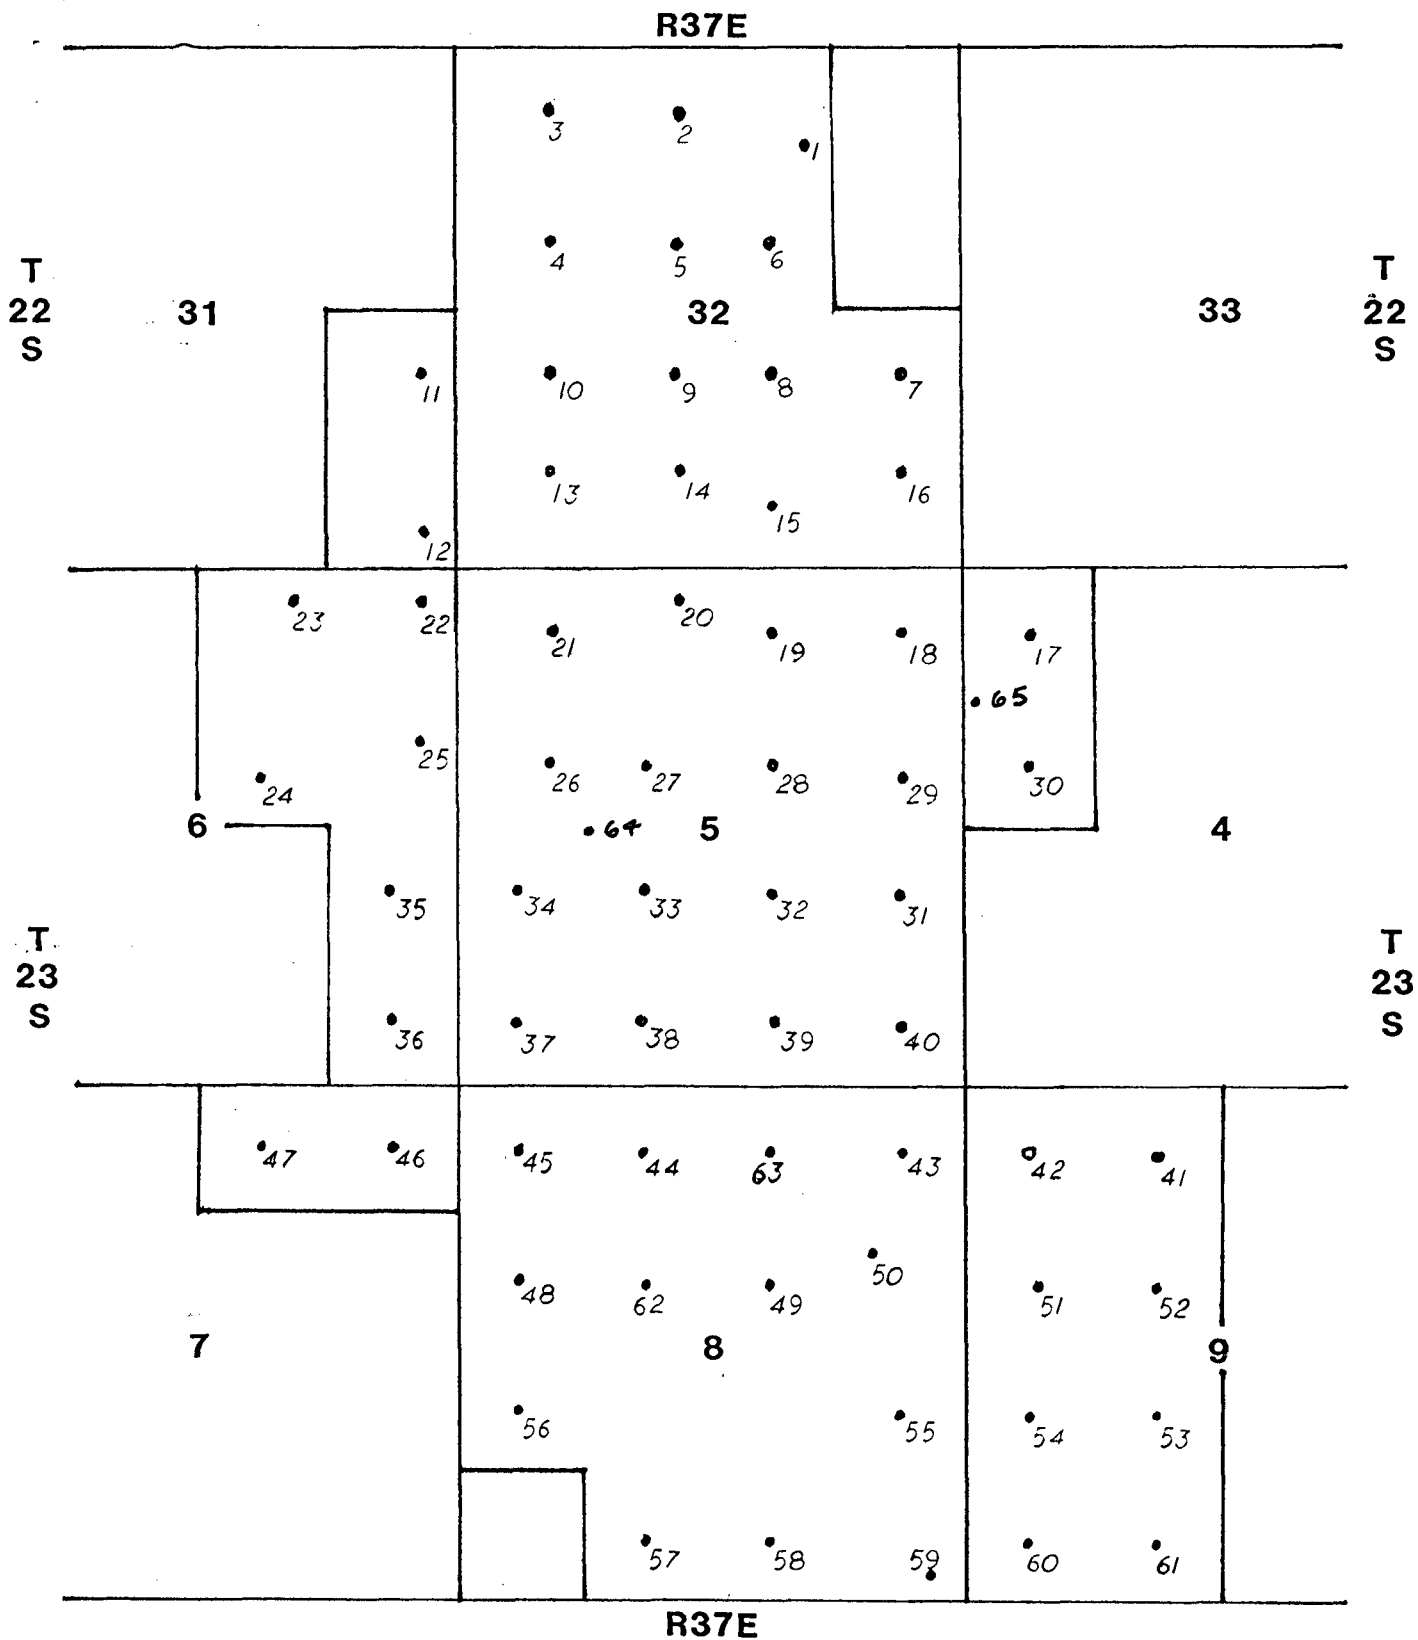 R37E
3 2 1
4 5 6
T 22 S 31 32 33 T 22 S
11 10 9 8 7
13 14 15 16
12
23 22 21 20 19 18 17
65
25 26 27 28 29 30
24
6 64 5 4
35 34 33 32 31
T 23 S T 23 S
36 37 38 39 40
47 46 45 44 63 43 42 41
50
48 62 49 51 52
7 8 9
56 55 54 53
57 58 59 60 61
R37E